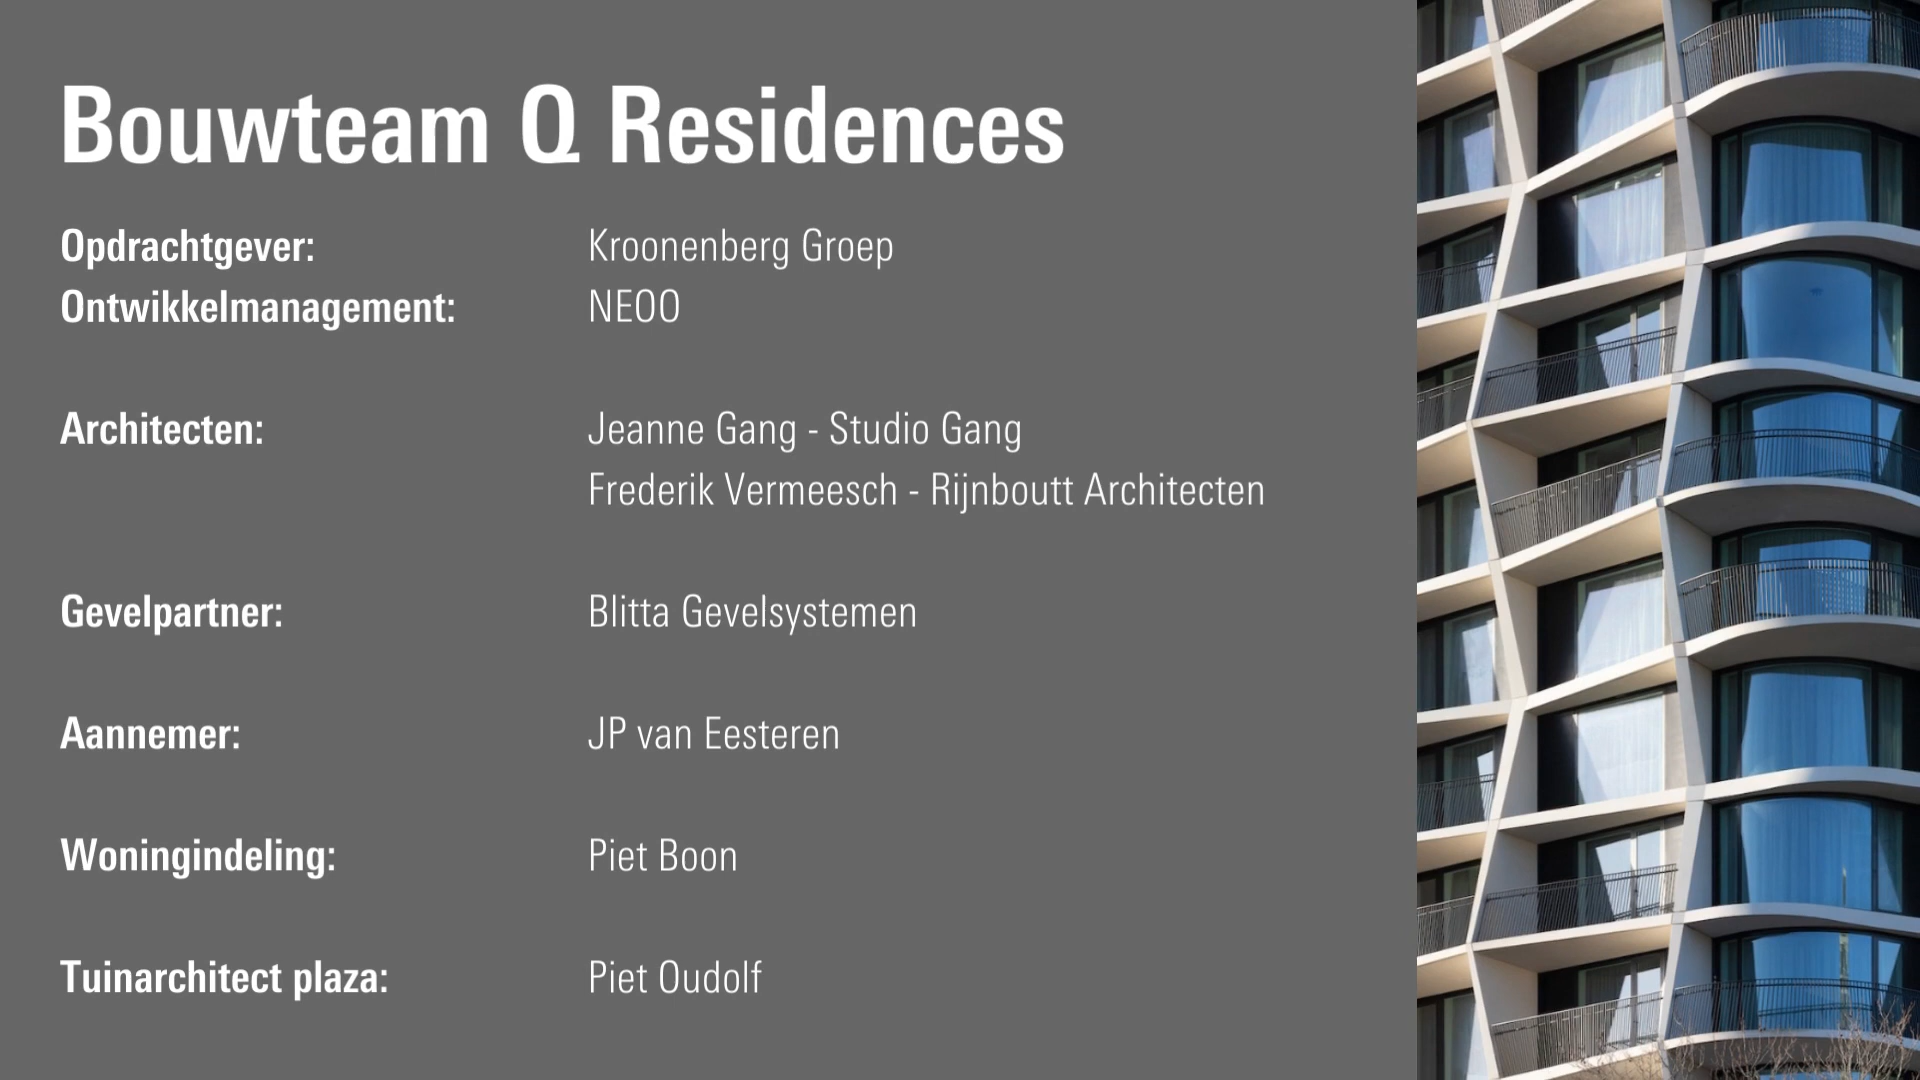 Bouwteam Q Residences
Opdrachtgever: Kroonenberg Groep
Ontwikkelmanagement: NEOO
Architecten: Jeanne Gang - Studio Gang
Frederik Vermeesch - Rijnboutt Architecten
Gevelpartner: Blitta Gevelsystemen
Aannemer: JP van Eesteren
Woningindeling: Piet Boon
Tuinarchitect plaza: Piet Oudolf